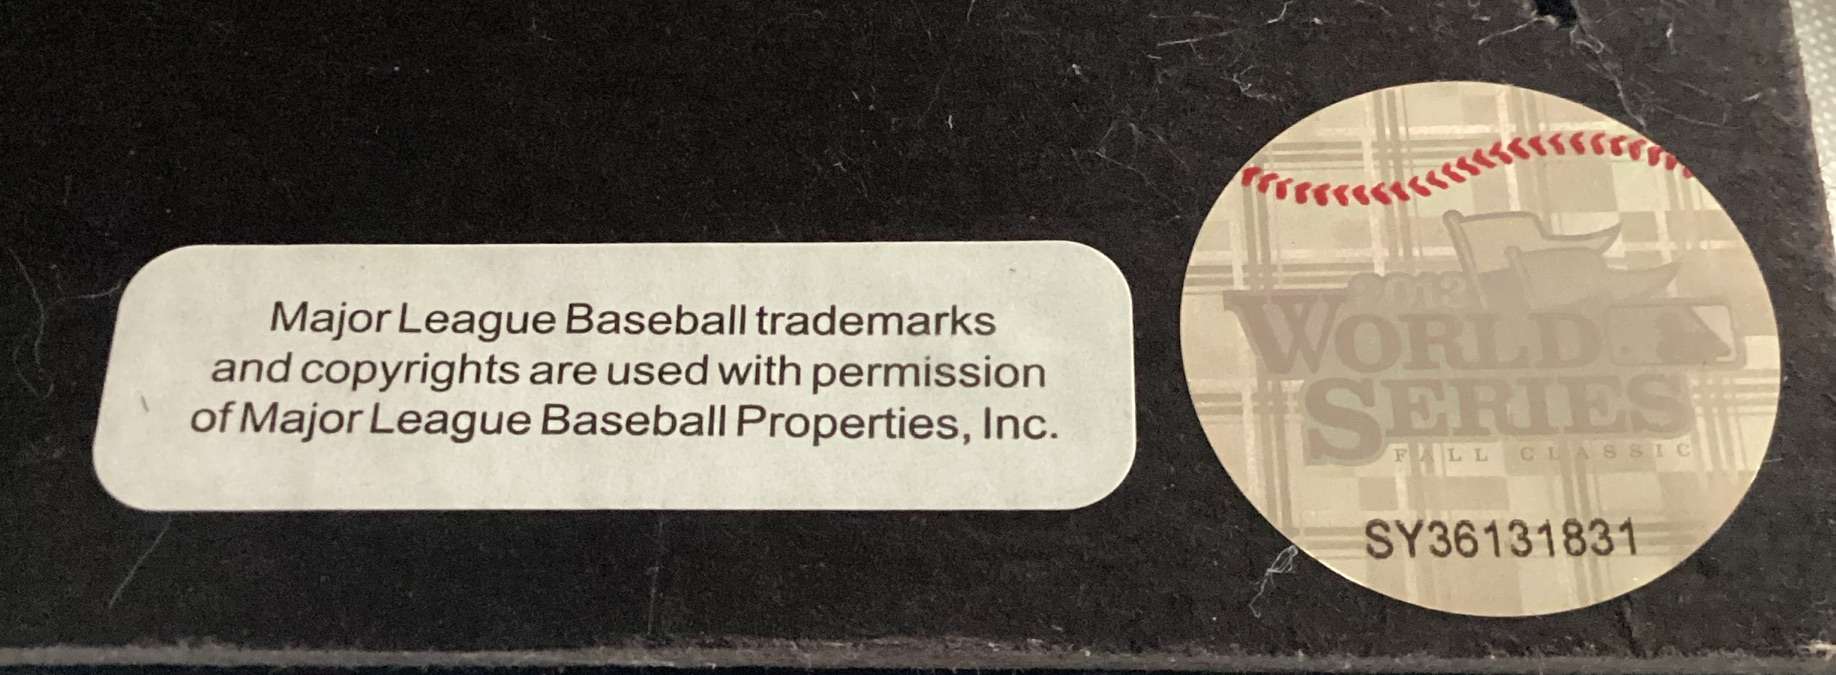 Major League Baseball trademarks
and copyrights are used with permission
of Major League Baseball Properties, Inc.
WORLD
SERIES
FALL CLASSIC
SY36131831